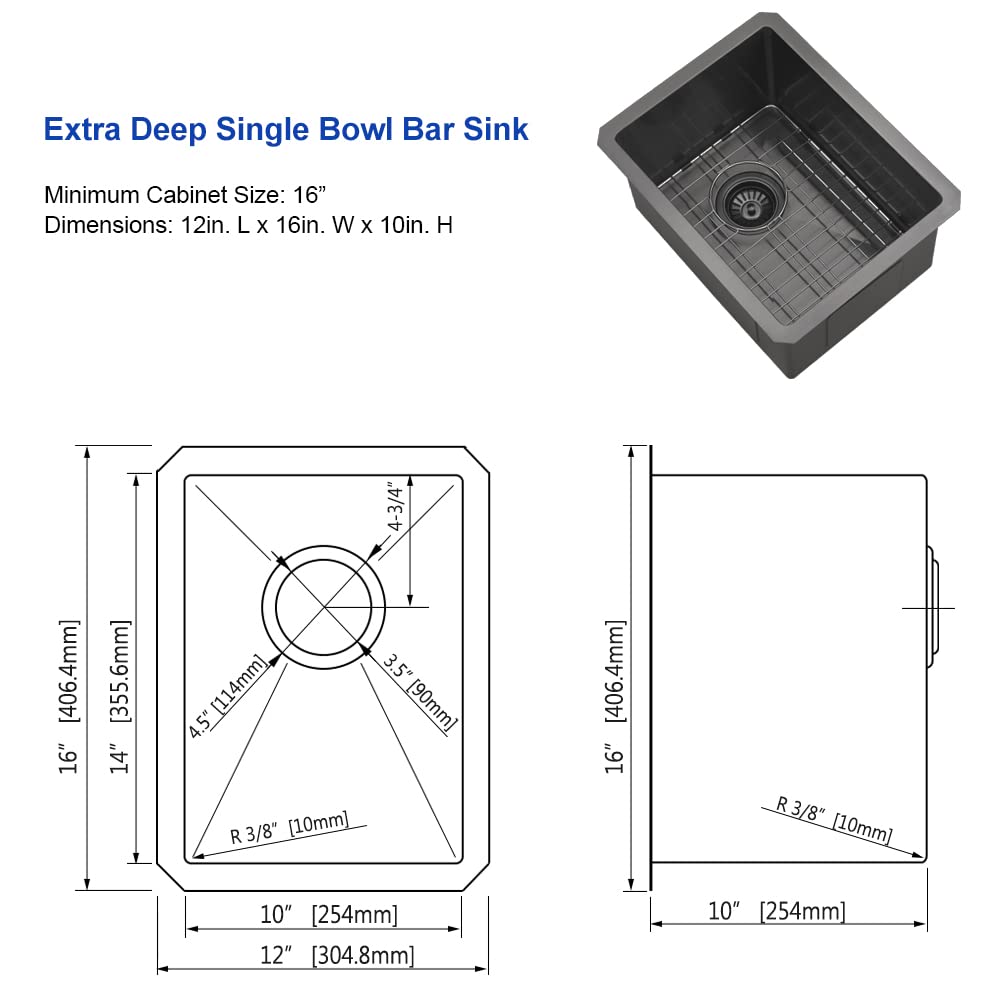 Extra Deep Single Bowl Bar Sink
Minimum Cabinet Size: 16”
Dimensions: 12in. L x 16in. W x 10in. H
16” [406.4mm]
14” [355.6mm]
4-3/4”
4.5” [114mm]
3.5” [90mm]
R 3/8” [10mm]
10” [254mm]
12” [304.8mm]
16” [406.4mm]
R 3/8” [10mm]
10” [254mm]